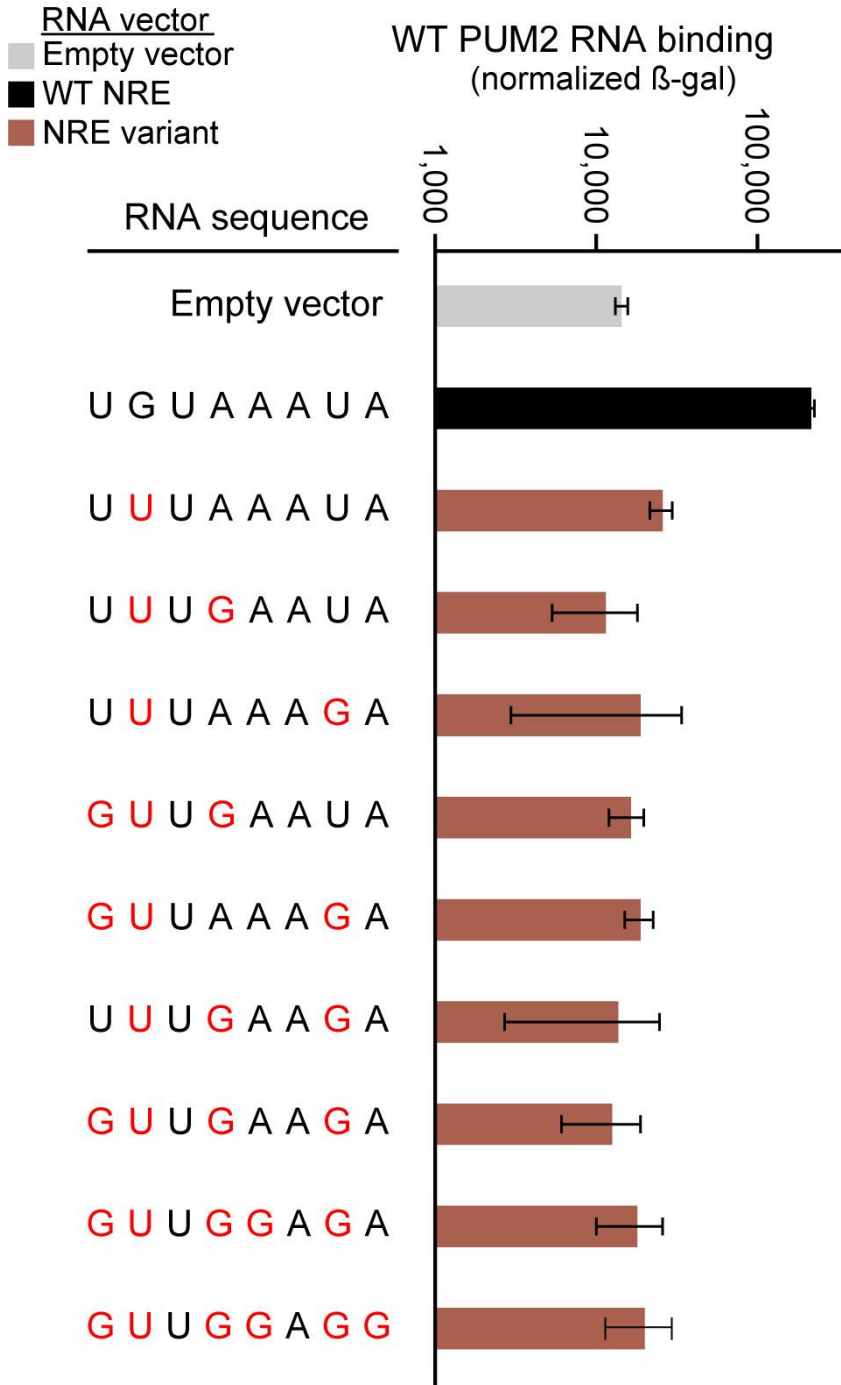 RNA vector
Empty vector
WT NRE
NRE variant
WT PUM2 RNA binding
(normalized ß-gal)
1,000
10,000
100,000
RNA sequence
Empty vector
U G U A A A U A
U U U A A A U A
U U U G A A U A
U U U A A A G A
G U U G A A U A
G U U A A A G A
U U U G A A G A
G U U G A A G A
G U U G G A G A
G U U G G A G G